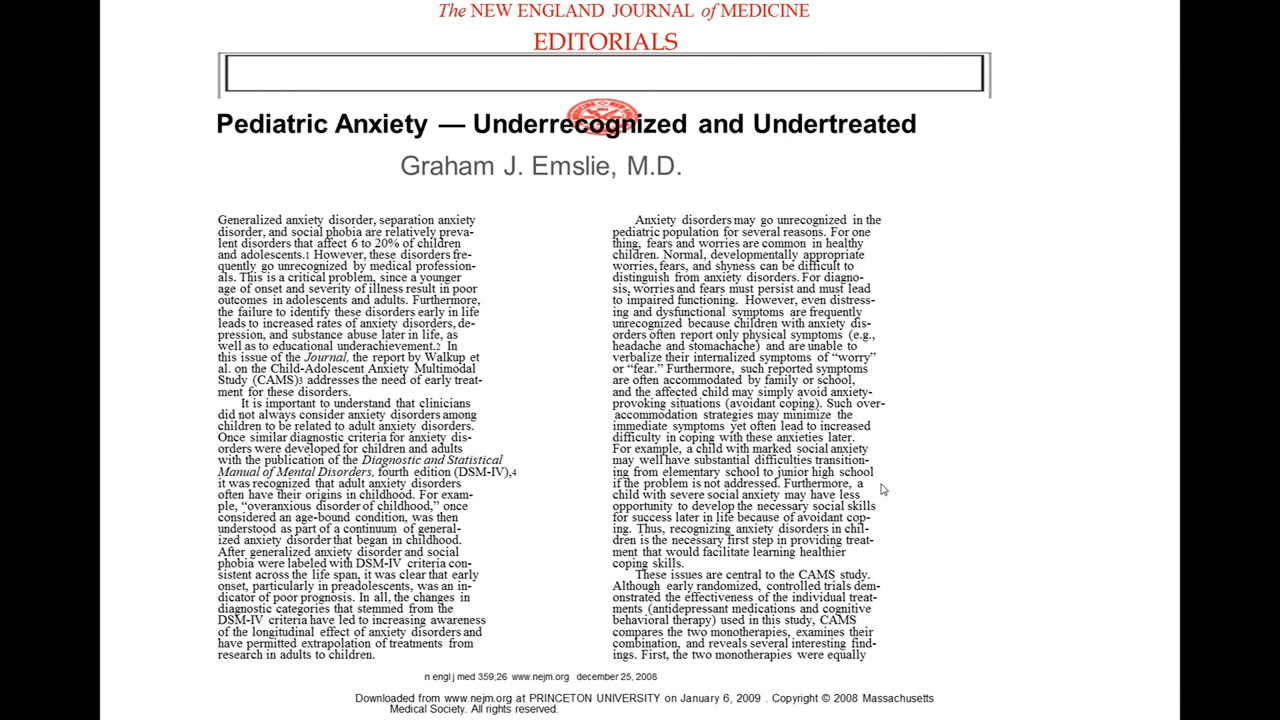 The NEW ENGLAND JOURNAL of MEDICINE
EDITORIALS
Pediatric Anxiety — Underrecognized and Undertreated
Graham J. Emslie, M.D.
Generalized anxiety disorder, separation anxiety
disorder, and social phobia are relatively preva-
lent disorders that affect 6 to 20% of children
and adolescents.1 However, these disorders fre-
quently go unrecognized by medical profession-
als. This is a critical problem, since a younger
age of onset and severity of illness result in poor
outcomes in adolescents and adults. Furthermore,
the failure to identify these disorders early in life
leads to increased rates of anxiety disorders, de-
pression, and substance abuse later in life, as
well as to educational underachievement.2 In
this issue of the Journal, the report by Walkup et
al. on the Child-Adolescent Anxiety Multimodal
Study (CAMS)3 addresses the need of early treat-
ment for these disorders.
It is important to understand that clinicians
did not always consider anxiety disorders among
children to be related to adult anxiety disorders.
Once similar diagnostic criteria for anxiety dis-
orders were developed for children and adults
with the publication of the Diagnostic and Statistical
Manual of Mental Disorders, fourth edition (DSM-IV),4
it was recognized that adult anxiety disorders
often have their origins in childhood. For exam-
ple, “overanxious disorder of childhood,” once
considered an age-bound condition, was then
understood as part of a continuum of general-
ized anxiety disorder that began in childhood.
After generalized anxiety disorder and social
phobia were labeled with DSM-IV criteria con-
sistent across the life span, it was clear that early
onset, particularly in preadolescents, was an in-
dicator of poor prognosis. In all, the changes in
diagnostic categories that stemmed from the
DSM-IV criteria have led to increasing awareness
of the longitudinal effect of anxiety disorders and
have permitted extrapolation of treatments from
research in adults to children.
Anxiety disorders may go unrecognized in the
pediatric population for several reasons. For one
thing, fears and worries are common in healthy
children. Normal, developmentally appropriate
worries, fears, and shyness can be difficult to
distinguish from anxiety disorders. For diagno-
sis, worries and fears must persist and must lead
to impaired functioning. However, even distress-
ing and dysfunctional symptoms are frequently
unrecognized because children with anxiety dis-
orders often report only physical symptoms (e.g.,
headache and stomachache) and are unable to
verbalize their internalized symptoms of “worry”
or “fear.” Furthermore, such reported symptoms
are often accommodated by family or school,
and the affected child may simply avoid anxiety-
provoking situations (avoidant coping). Such over-
accommodation strategies may minimize the
immediate symptoms yet often lead to increased
difficulty in coping with these anxieties later.
For example, a child with marked social anxiety
may well have substantial difficulties transition-
ing from elementary school to junior high school
if the problem is not addressed. Furthermore, a
child with severe social anxiety may have less
opportunity to develop the necessary social skills
for success later in life because of avoidant cop-
ing. Thus, recognizing anxiety disorders in chil-
dren is the necessary first step in providing treat-
ment that would facilitate learning healthier
coping skills.
These issues are central to the CAMS study.
Although early randomized, controlled trials dem-
onstrated the effectiveness of the individual treat-
ments (antidepressant medications and cognitive
behavioral therapy) used in this study, CAMS
compares the two monotherapies, examines their
combination, and reveals several interesting find-
ings. First, the two monotherapies were equally
n engl j med 359;26 www.nejm.org december 25, 2008
Downloaded from www.nejm.org at PRINCETON UNIVERSITY on January 6, 2009 . Copyright © 2008 Massachusetts
Medical Society. All rights reserved.